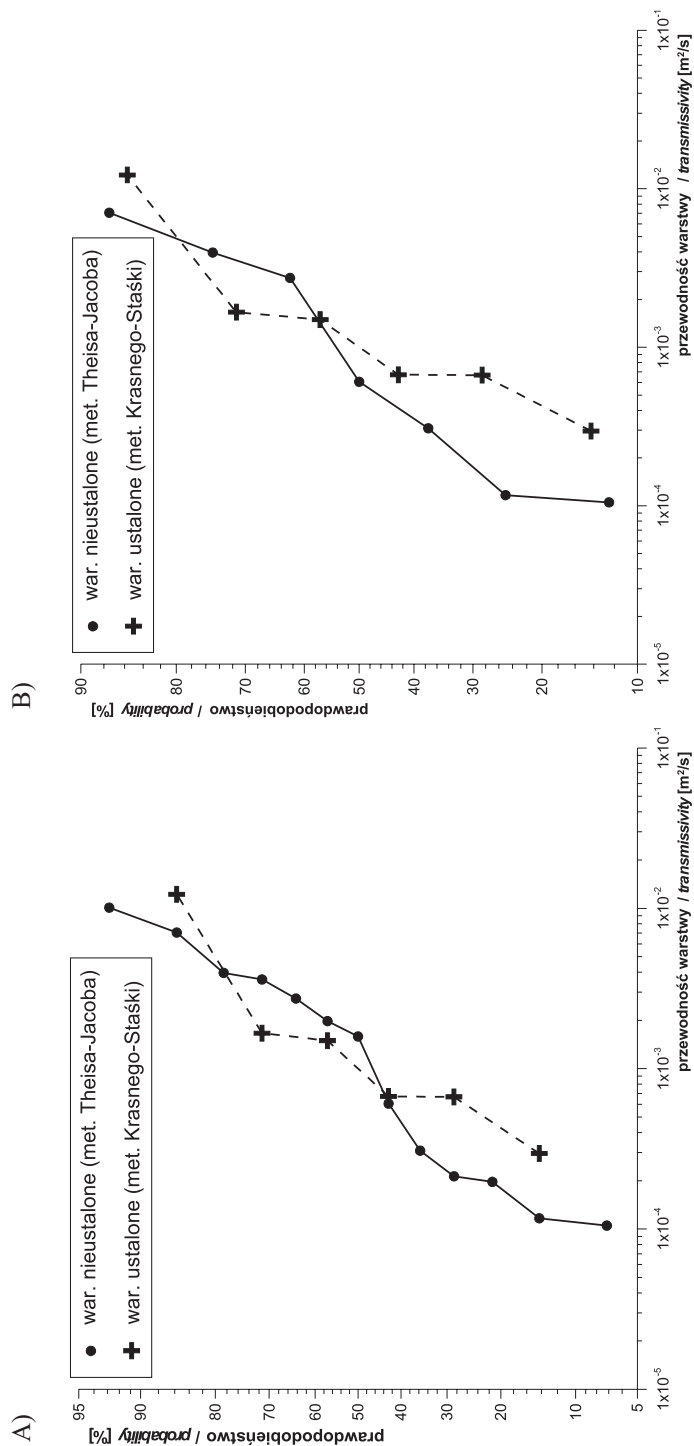 A)
prawdopodobieństwo / probability [%]
95
90
80
70
60
50
40
30
20
10
5
war. nieustalone (met. Theisa-Jacoba)
war. ustalone (met. Krasnego-Staśki)
1x10⁻⁵
1x10⁻⁴
1x10⁻³
1x10⁻²
1x10⁻¹
przewodność warstwy / transmissivity [m²/s]
B)
prawdopodobieństwo / probability [%]
90
80
70
60
50
40
30
20
10
war. nieustalone (met. Theisa-Jacoba)
war. ustalone (met. Krasnego-Staśki)
1x10⁻⁵
1x10⁻⁴
1x10⁻³
1x10⁻²
1x10⁻¹
przewodność warstwy / transmissivity [m²/s]